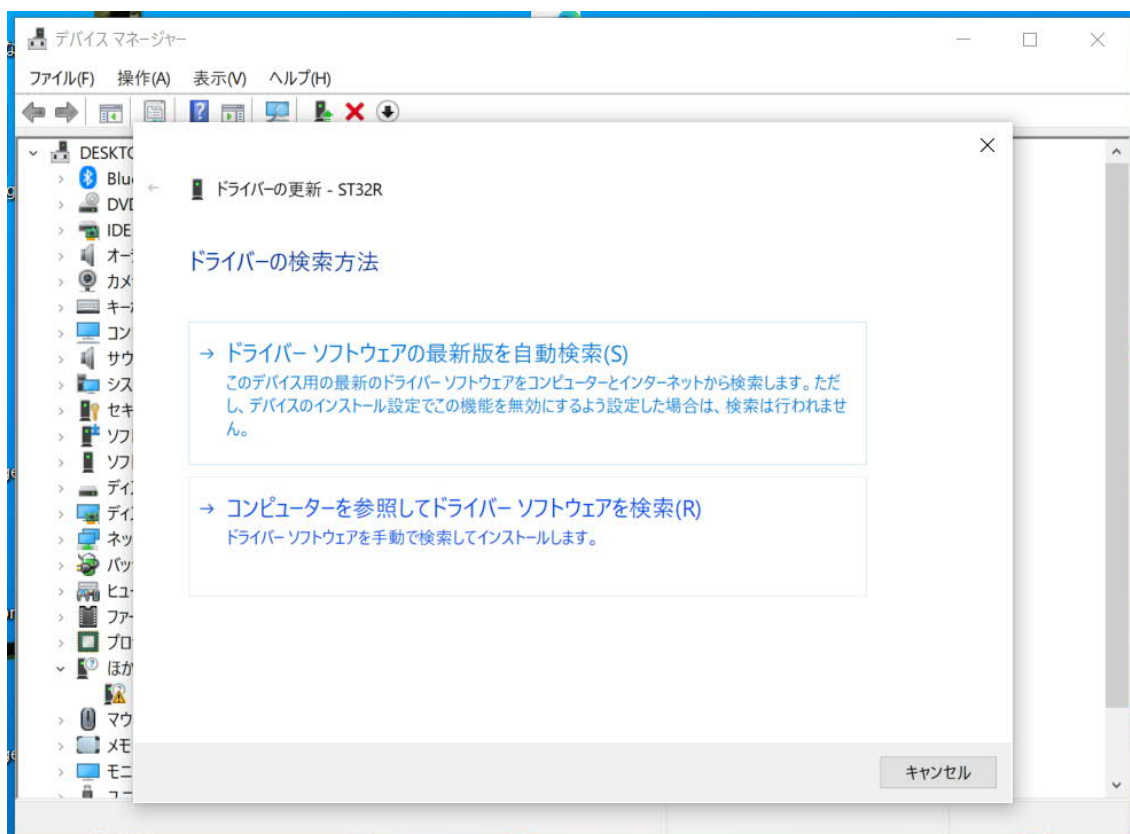 デバイス マネージャー
ファイル(F) 操作(A) 表示(V) ヘルプ(H)
ドライバーの更新 - ST32R
ドライバーの検索方法
→ ドライバー ソフトウェアの最新版を自動検索(S)
このデバイス用の最新のドライバー ソフトウェアをコンピューターとインターネットから検索します。ただ
し、デバイスのインストール設定でこの機能を無効にするよう設定した場合は、検索は行われませ
ん。
→ コンピューターを参照してドライバー ソフトウェアを検索(R)
ドライバー ソフトウェアを手動で検索してインストールします。
キャンセル
DESKTO
Blu
DVD
IDE
オー
カメ
キー
コン
サウ
シス
セキ
ソフ
ソフ
ディ
ディ
ネッ
バッ
ヒュー
ファー
プロ
ほか
マウ
メモ
モニ